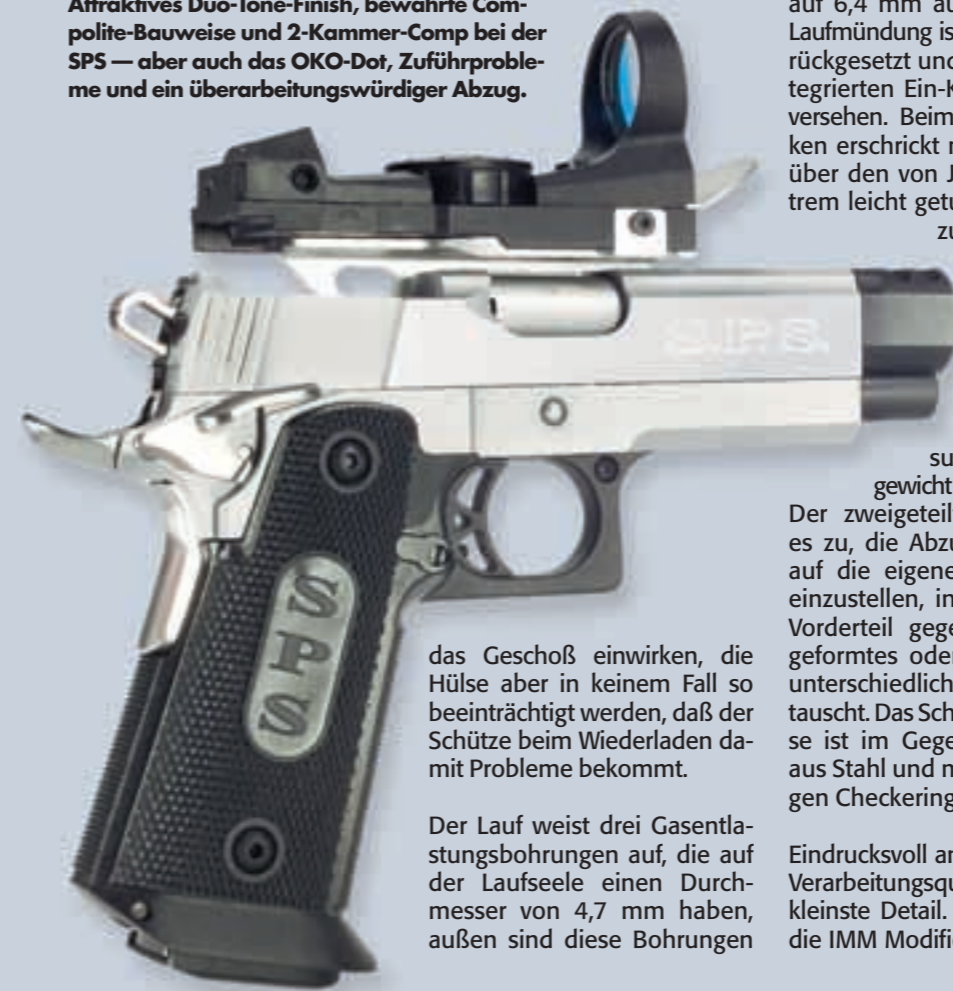 Attraktives Duo-Tone-Finish, bewährte Com-
polite-Bauweise und 2-Kammer-Comp bei der
SPS — aber auch das OKO-Dot, Zuführproble-
me und ein überarbeitungswürdiger Abzug.
S.P.S.
SPS
das Geschoß einwirken, die
Hülse aber in keinem Fall so
beeinträchtigt werden, daß der
Schütze beim Wiederladen da-
mit Probleme bekommt.
Der Lauf weist drei Gasentla-
stungsbohrungen auf, die auf
der Laufseele einen Durch-
messer von 4,7 mm haben,
außen sind diese Bohrungen
auf 6,4 mm au
Laufmündung is
rückgesetzt und
tegrierten Ein-K
versehen. Beim
ken erschrickt n
über den von J
trem leicht getu
zu
su
gewicht
Der zweigeteil
es zu, die Abzu
auf die eigene
einzustellen, in
Vorderteil gege
geformtes oder
unterschiedlich
tauscht. Das Sch
se ist im Gege
aus Stahl und n
gen Checkering
Eindrucksvoll ar
Verarbeitungsqu
kleinste Detail.
die IMM Modifie